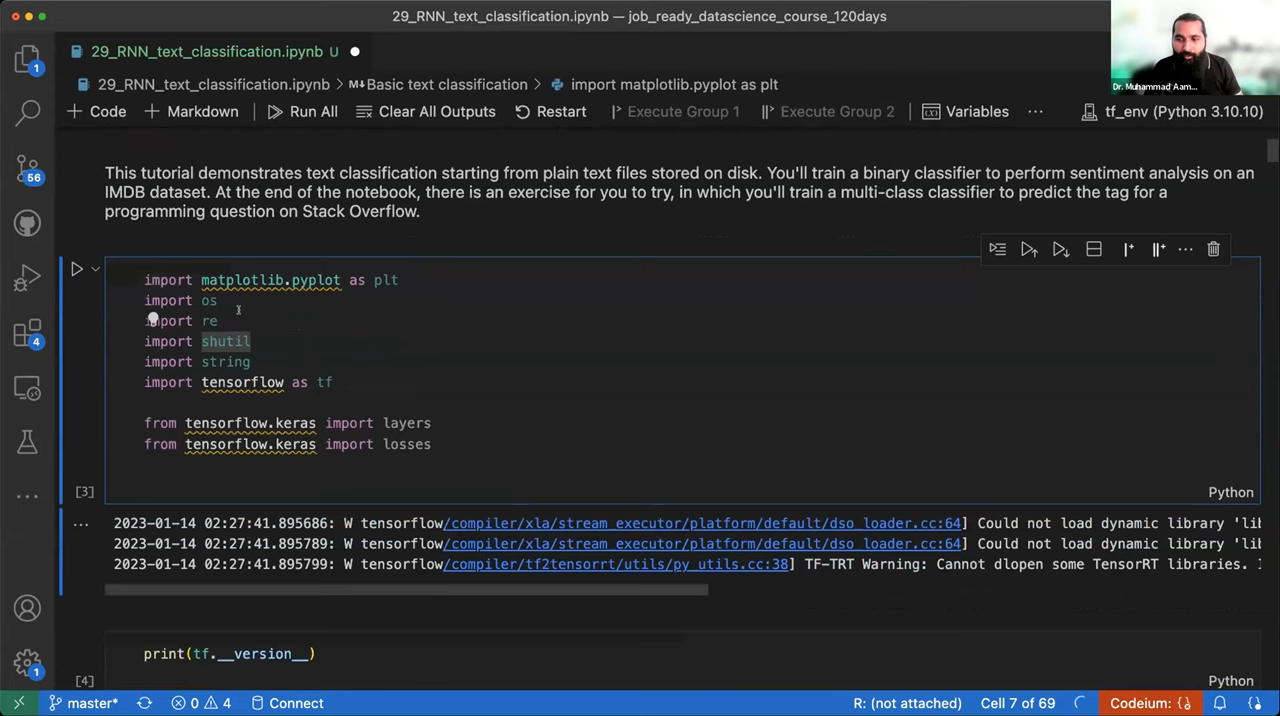 29_RNN_text_classification.ipynb — job_ready_datascience_course_120days
29_RNN_text_classification.ipynb U
29_RNN_text_classification.ipynb > M↓Basic text classification > import matplotlib.pyplot as plt
+ Code + Markdown Run All Clear All Outputs Restart Execute Group 1 Execute Group 2 Variables ··· tf_env (Python 3.10.10)
Dr. Muhammad Aam...
1
56
4
1
This tutorial demonstrates text classification starting from plain text files stored on disk. You'll train a binary classifier to perform sentiment analysis on an
IMDB dataset. At the end of the notebook, there is an exercise for you to try, in which you'll train a multi-class classifier to predict the tag for a
programming question on Stack Overflow.
import matplotlib.pyplot as plt
import os
import re
import shutil
import string
import tensorflow as tf
from tensorflow.keras import layers
from tensorflow.keras import losses
[3]
Python
2023-01-14 02:27:41.895686: W tensorflow/compiler/xla/stream_executor/platform/default/dso_loader.cc:64] Could not load dynamic library 'lib
2023-01-14 02:27:41.895789: W tensorflow/compiler/xla/stream_executor/platform/default/dso_loader.cc:64] Could not load dynamic library 'lib
2023-01-14 02:27:41.895799: W tensorflow/compiler/tf2tensorrt/utils/py_utils.cc:38] TF-TRT Warning: Cannot dlopen some TensorRT libraries.
print(tf.__version__)
[4]
Python
master* 0 4 Connect R: (not attached) Cell 7 of 69 Codeium: {}